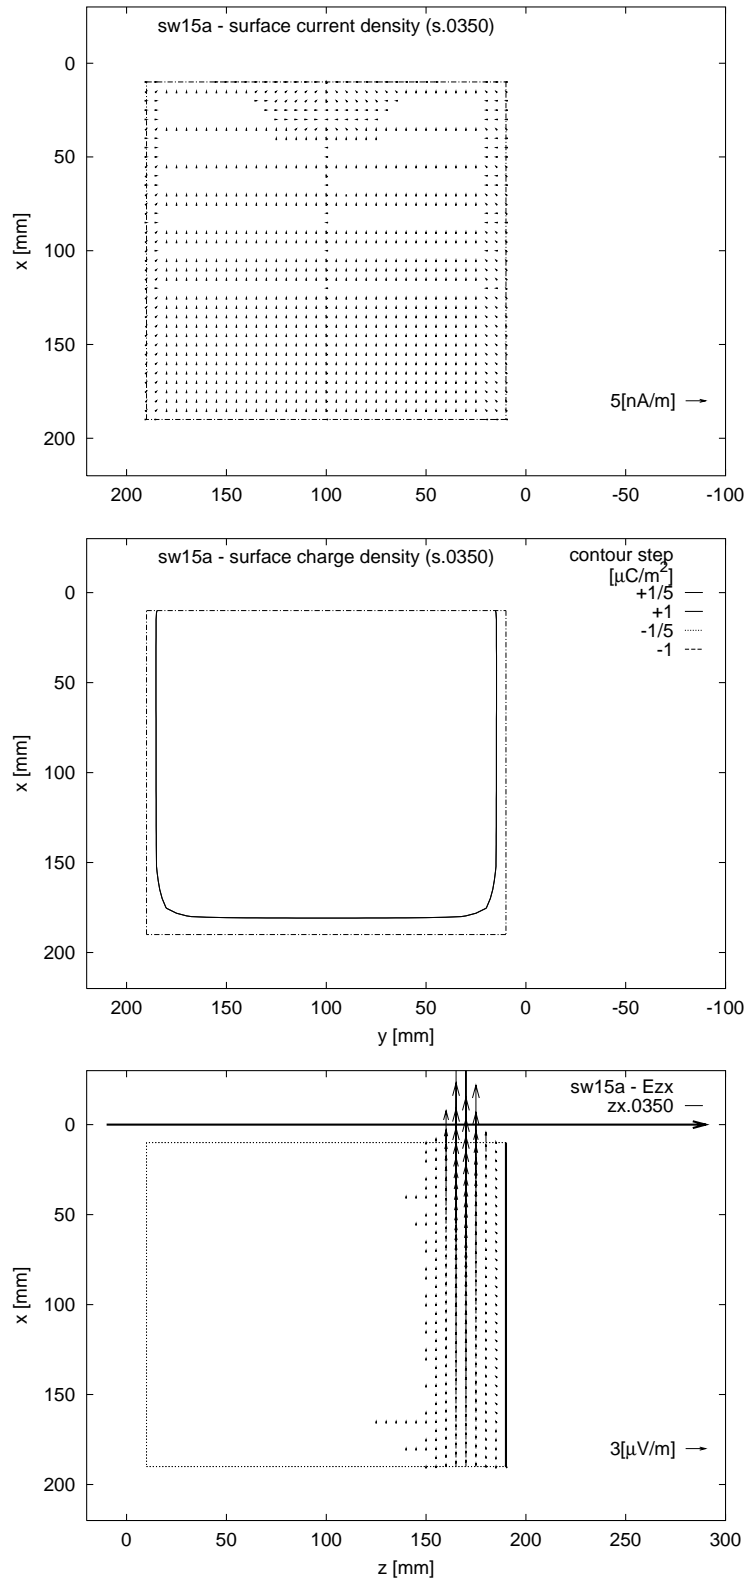 sw15a - surface current density (s.0350)
0
50
100
150
200
x [mm]
5[nA/m]
200 150 100 50 0 -50 -100
sw15a - surface charge density (s.0350)
contour step
[μC/m²]
+1/5
+1
-1/5
-1
0
50
100
150
200
x [mm]
200 150 100 50 0 -50 -100
y [mm]
sw15a - Ezx
zx.0350
0
50
100
150
200
x [mm]
3[μV/m]
0 50 100 150 200 250 300
z [mm]